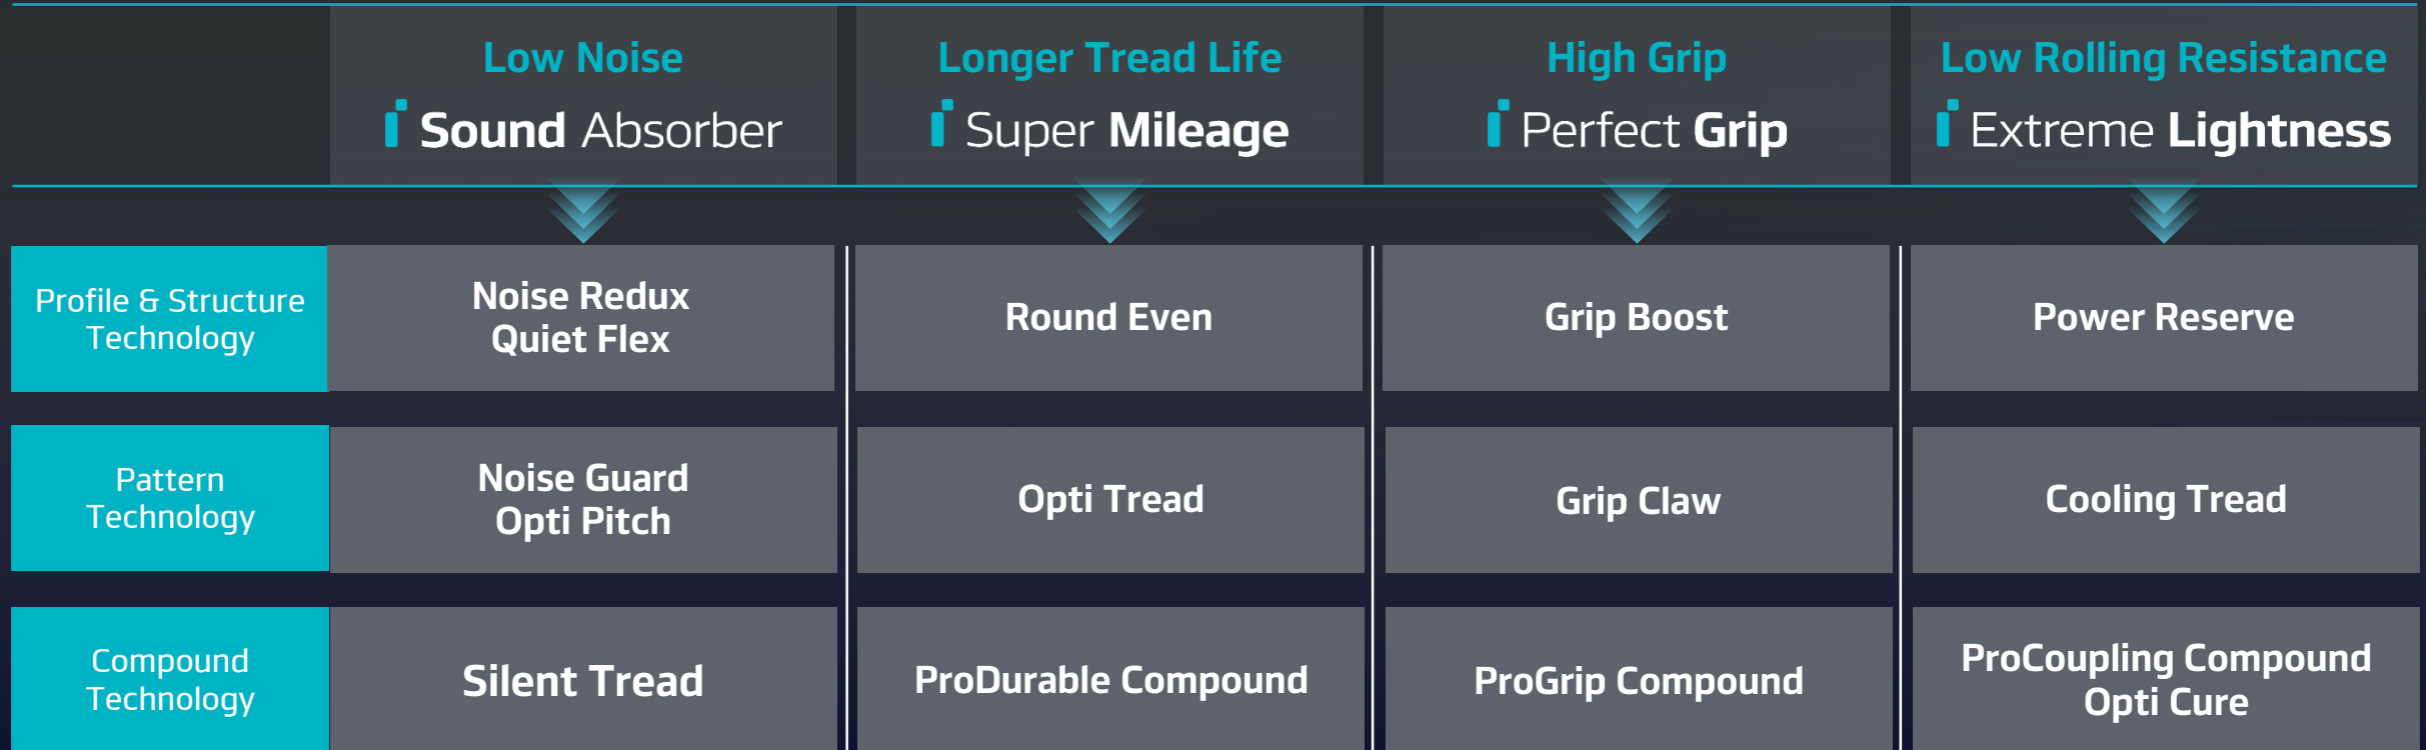 Low Noise
Sound Absorber
Longer Tread Life
Super Mileage
High Grip
Perfect Grip
Low Rolling Resistance
Extreme Lightness
Profile & Structure
Technology
Noise Redux
Quiet Flex
Round Even
Grip Boost
Power Reserve
Pattern
Technology
Noise Guard
Opti Pitch
Opti Tread
Grip Claw
Cooling Tread
Compound
Technology
Silent Tread
ProDurable Compound
ProGrip Compound
ProCoupling Compound
Opti Cure